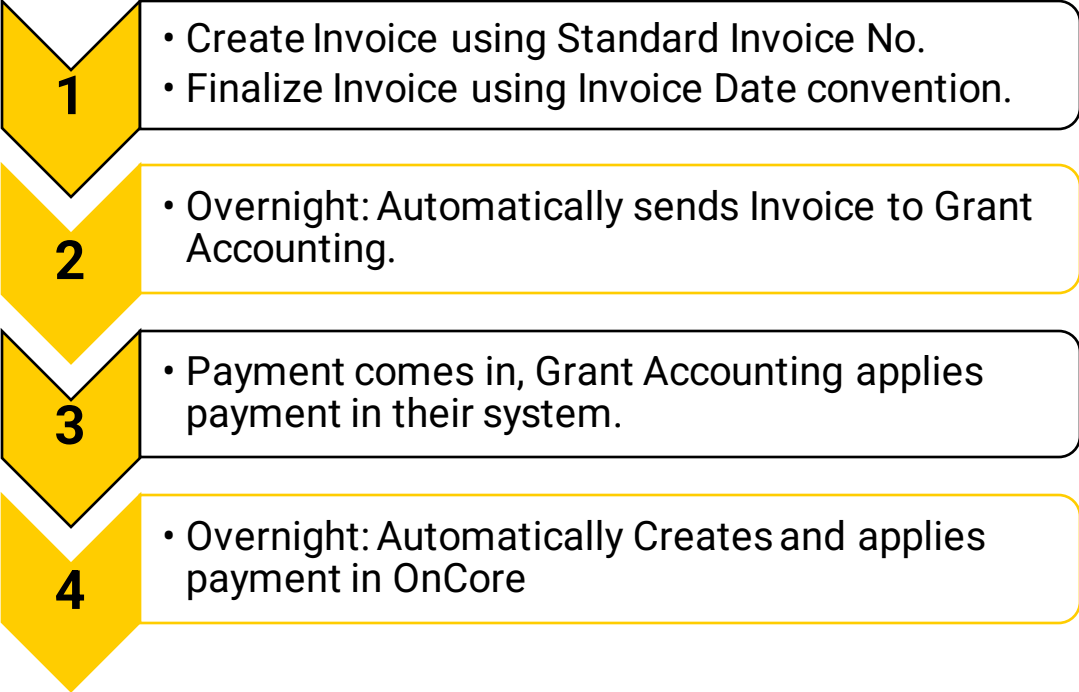 1
• Create Invoice using Standard Invoice No.
• Finalize Invoice using Invoice Date convention.
2
• Overnight: Automatically sends Invoice to Grant
Accounting.
3
• Payment comes in, Grant Accounting applies
payment in their system.
4
• Overnight: Automatically Creates and applies
payment in OnCore